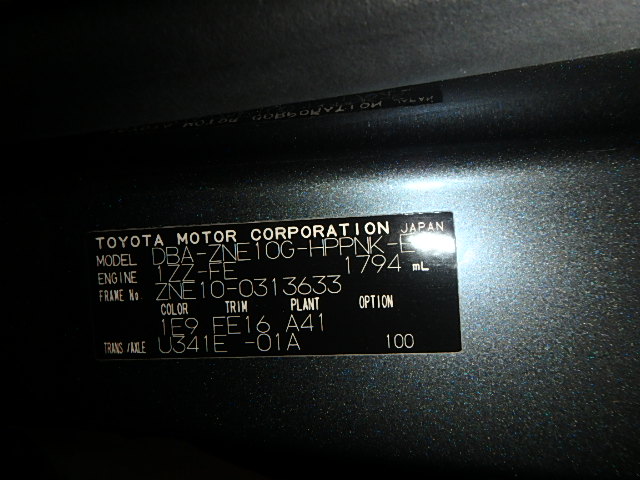 TOYOTA MOTOR CORPORATION JAPAN
MODEL DBA-ZNE10G-HPPNK-E
ENGINE 1ZZ-FE 1794 mL
FRAME No. ZNE10-0313633
COLOR TRIM PLANT OPTION
1E9 FE16 A41
TRANS/AXLE U341E -01A 100